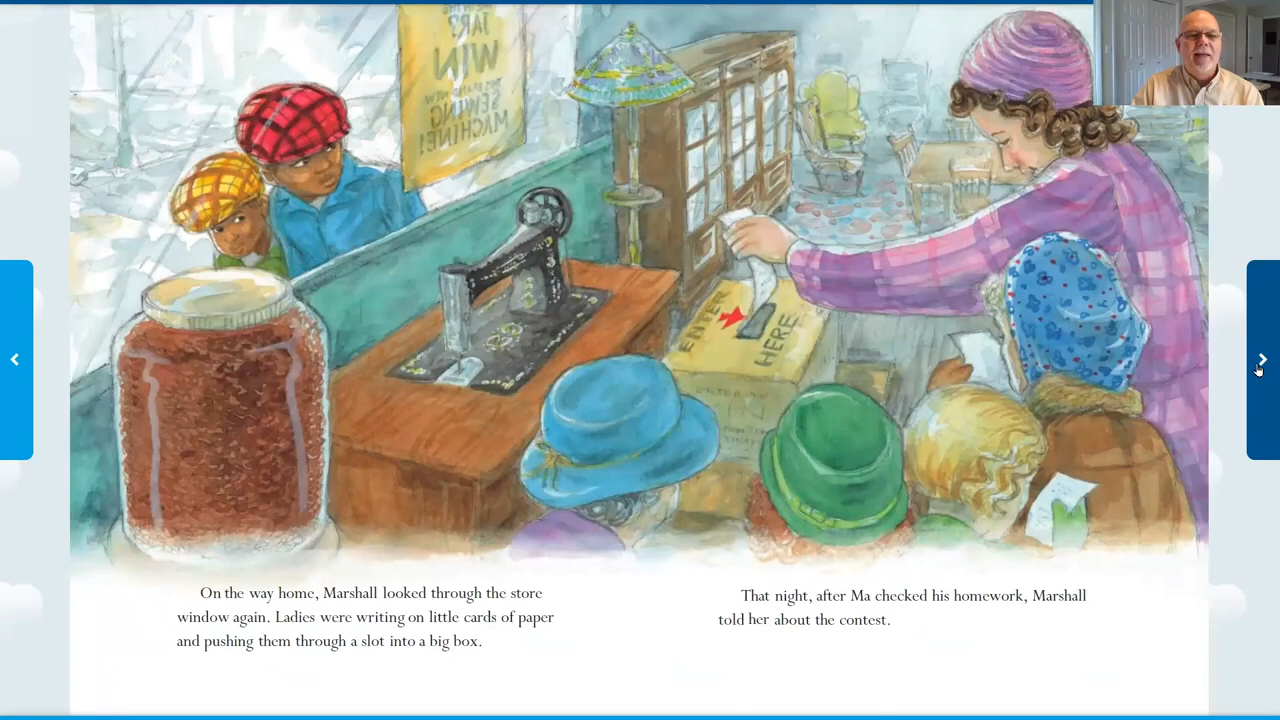 JAR?
WIN
SEWING
MACHINE!
ENTER
HERE
On the way home, Marshall looked through the store
window again. Ladies were writing on little cards of paper
and pushing them through a slot into a big box.
That night, after Ma checked his homework, Marshall
told her about the contest.